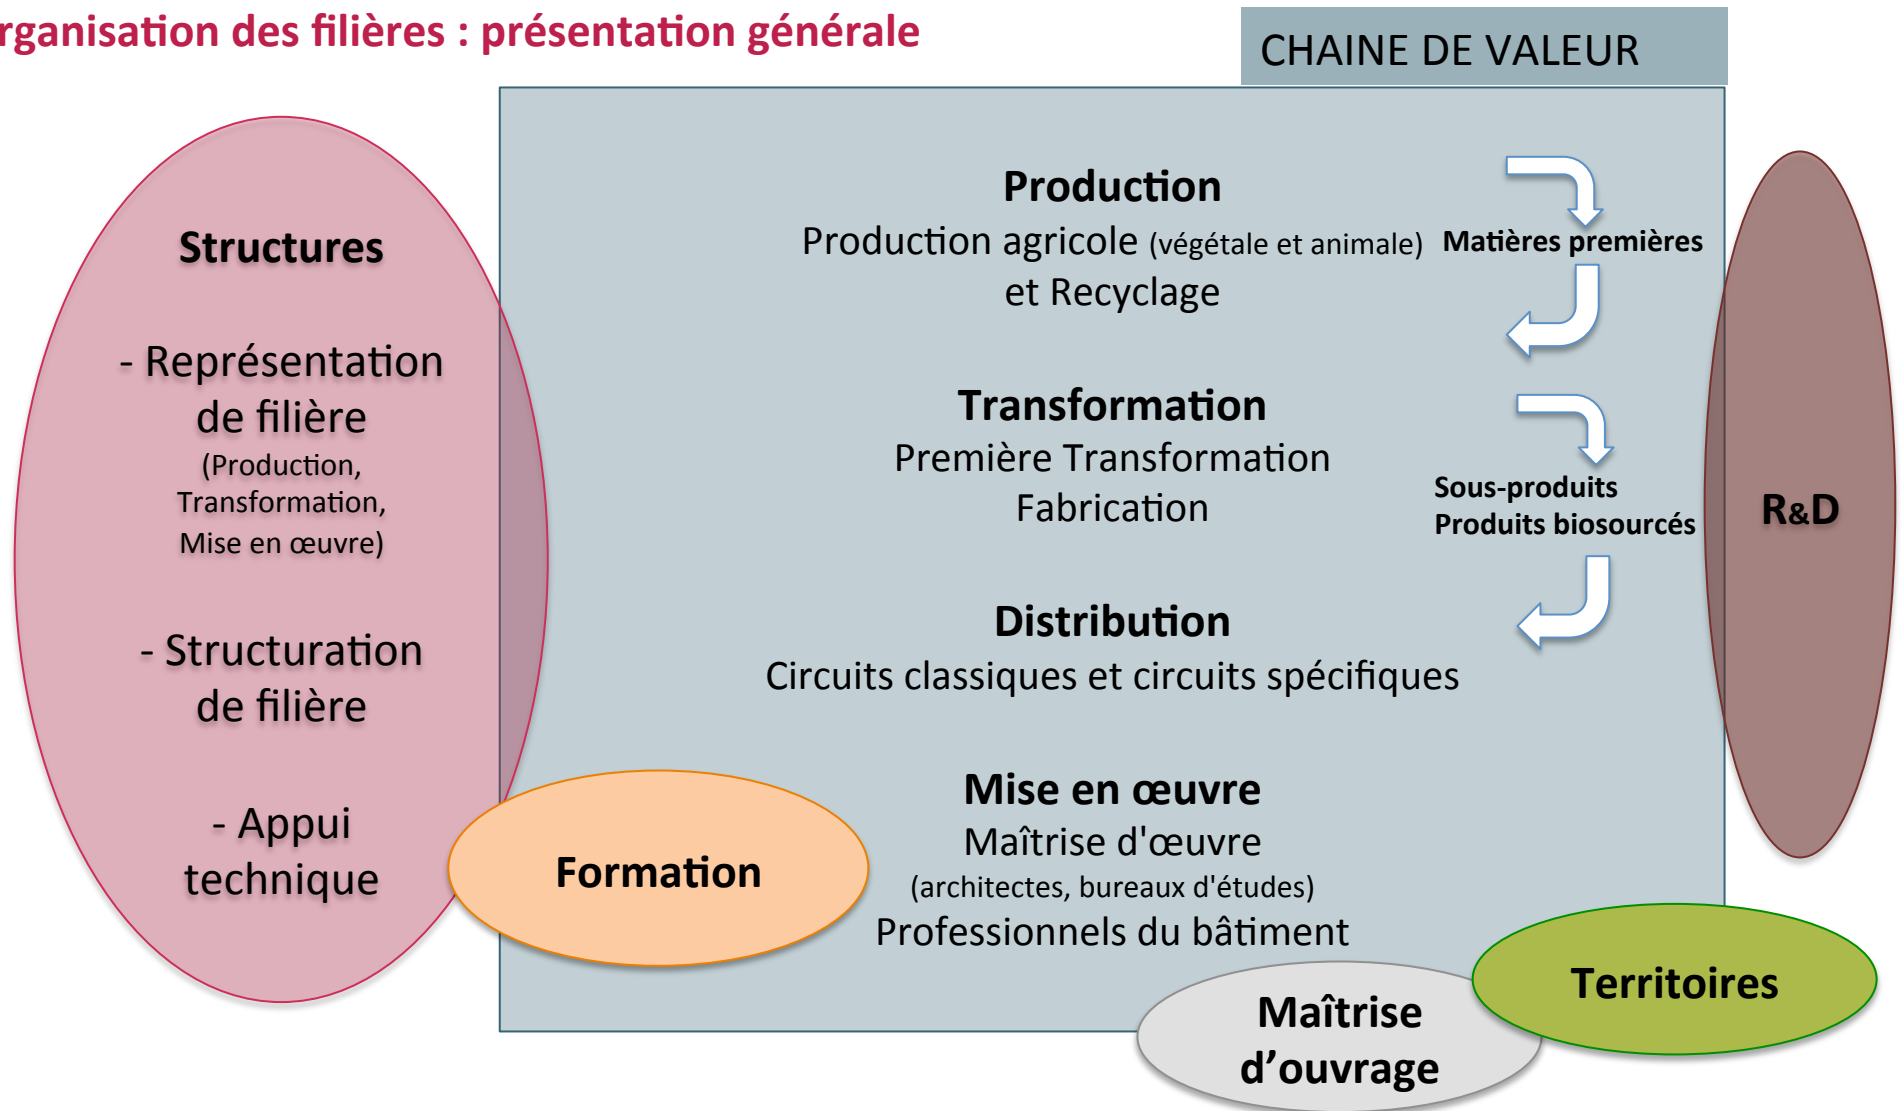 rganisation des filières : présentation générale
CHAINE DE VALEUR
Structures
- Représentation
de filière
(Production,
Transformation,
Mise en œuvre)
- Structuration
de filière
- Appui
technique
Formation
Production
Production agricole (végétale et animale)
et Recyclage
Matières premières
Transformation
Première Transformation
Fabrication
Sous-produits
Produits biosourcés
Distribution
Circuits classiques et circuits spécifiques
Mise en œuvre
Maîtrise d'œuvre
(architectes, bureaux d'études)
Professionnels du bâtiment
R&D
Territoires
Maîtrise
d’ouvrage